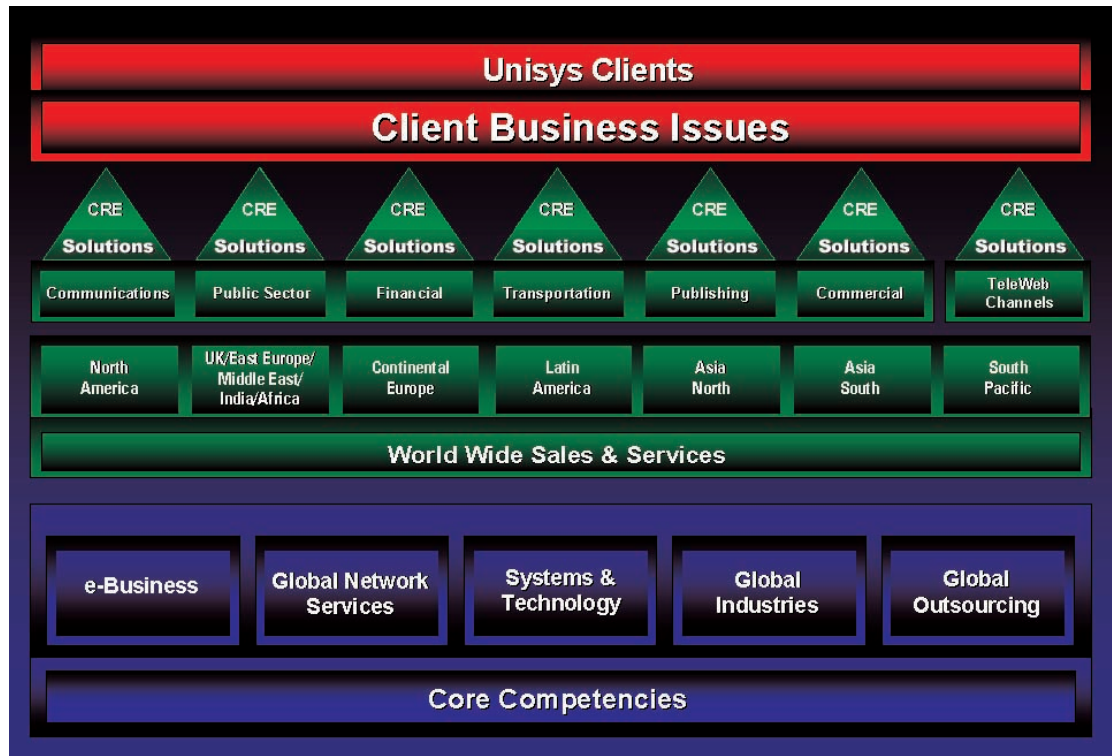 Unisys Clients
Client Business Issues
CRE
Solutions
CRE
Solutions
CRE
Solutions
CRE
Solutions
CRE
Solutions
CRE
Solutions
CRE
Solutions
Communications
Public Sector
Financial
Transportation
Publishing
Commercial
TeleWeb
Channels
North
America
UK/East Europe/
Middle East/
India/Africa
Continental
Europe
Latin
America
Asia
North
Asia
South
South
Pacific
World Wide Sales & Services
e-Business
Global Network
Services
Systems &
Technology
Global
Industries
Global
Outsourcing
Core Competencies